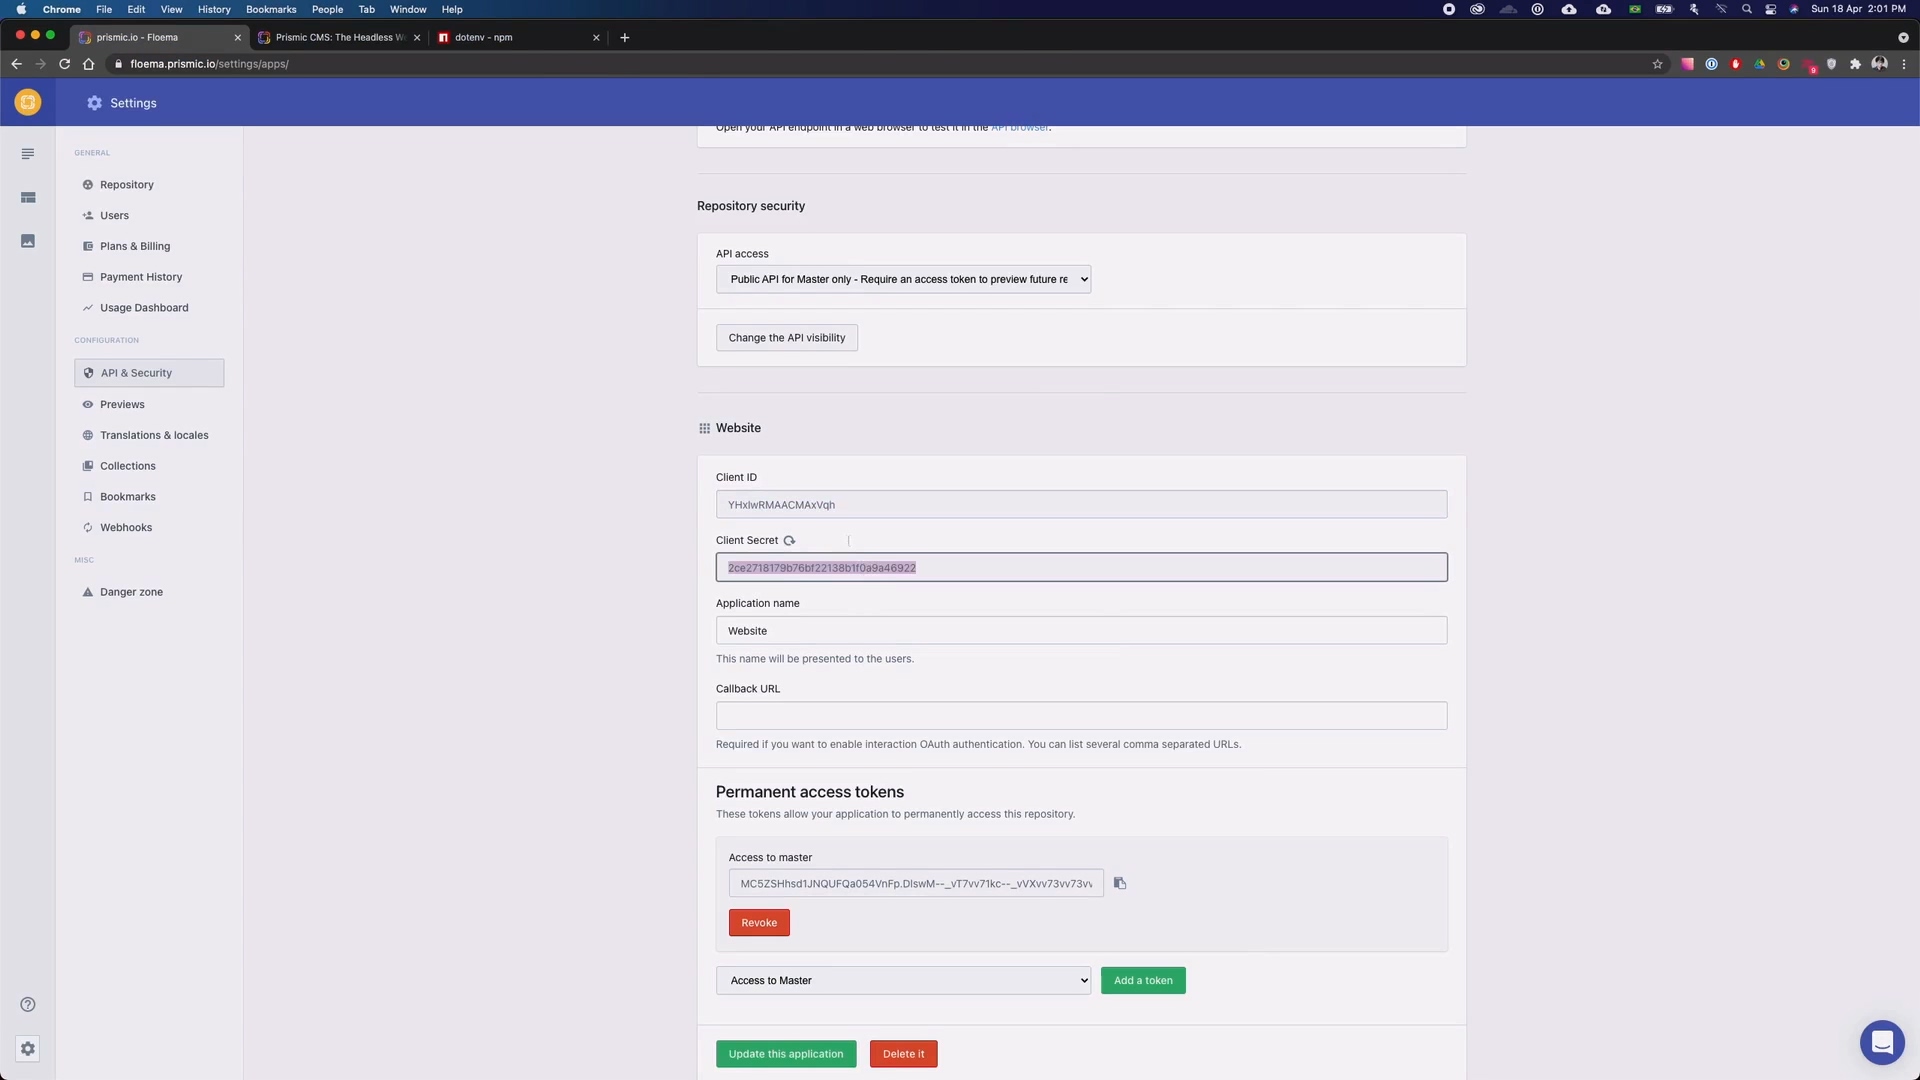 Chrome File Edit View History Bookmarks People Tab Window Help
Sun 18 Apr 2:01 PM
prismic.io - Floema
Prismic CMS: The Headless W
dotenv - npm
floema.prismic.io/settings/apps/
9
Settings
Open your API endpoint in a web browser to test it in the API browser.
GENERAL
Repository
Users
Plans & Billing
Payment History
Usage Dashboard
CONFIGURATION
API & Security
Previews
Translations & locales
Collections
Bookmarks
Webhooks
MISC
Danger zone
Repository security
API access
Public API for Master only - Require an access token to preview future re
Change the API visibility
Website
Client ID
YHxIwRMAACMAxVqh
Client Secret
2ce2718179b76bf22138b1f0a9a46922
Application name
Website
This name will be presented to the users.
Callback URL
Required if you want to enable interaction OAuth authentication. You can list several comma separated URLs.
Permanent access tokens
These tokens allow your application to permanently access this repository.
Access to master
MC5ZSHhsd1JNQUFQa054VnFp.DIswM--_vT7vv71kc--_vVXvv73vv73vv
Revoke
Access to Master
Add a token
Update this application
Delete it